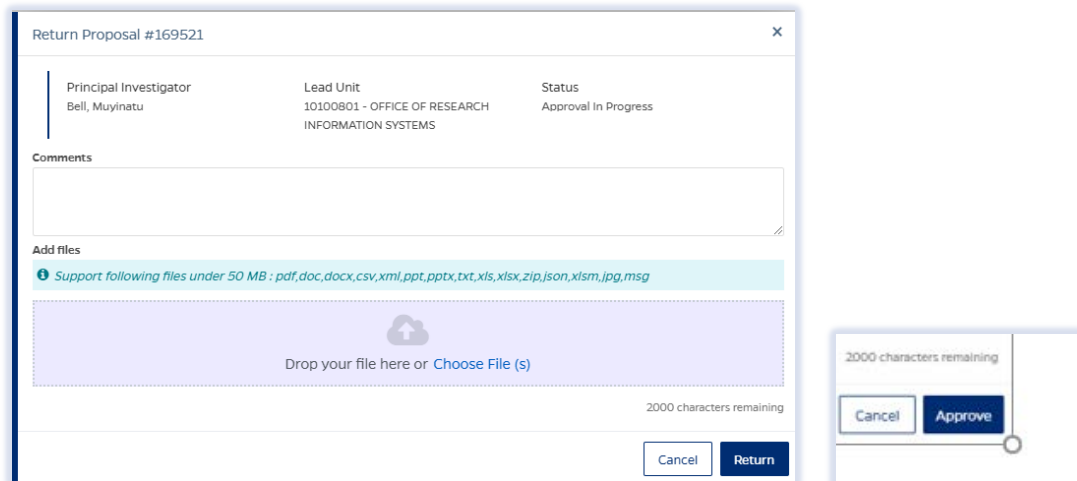 Return Proposal #169521 ×
Principal Investigator Lead Unit Status
Bell, Muyinatu 10100801 - OFFICE OF RESEARCH Approval In Progress
INFORMATION SYSTEMS
Comments
Add files
Support following files under 50 MB : pdf,doc,docx,csv,xml,ppt,pptx,txt,xls,xlsx,zip,json,xlsm,jpg,msg
Drop your file here or Choose File (s)
2000 characters remaining
Cancel Return
2000 characters remaining
Cancel Approve